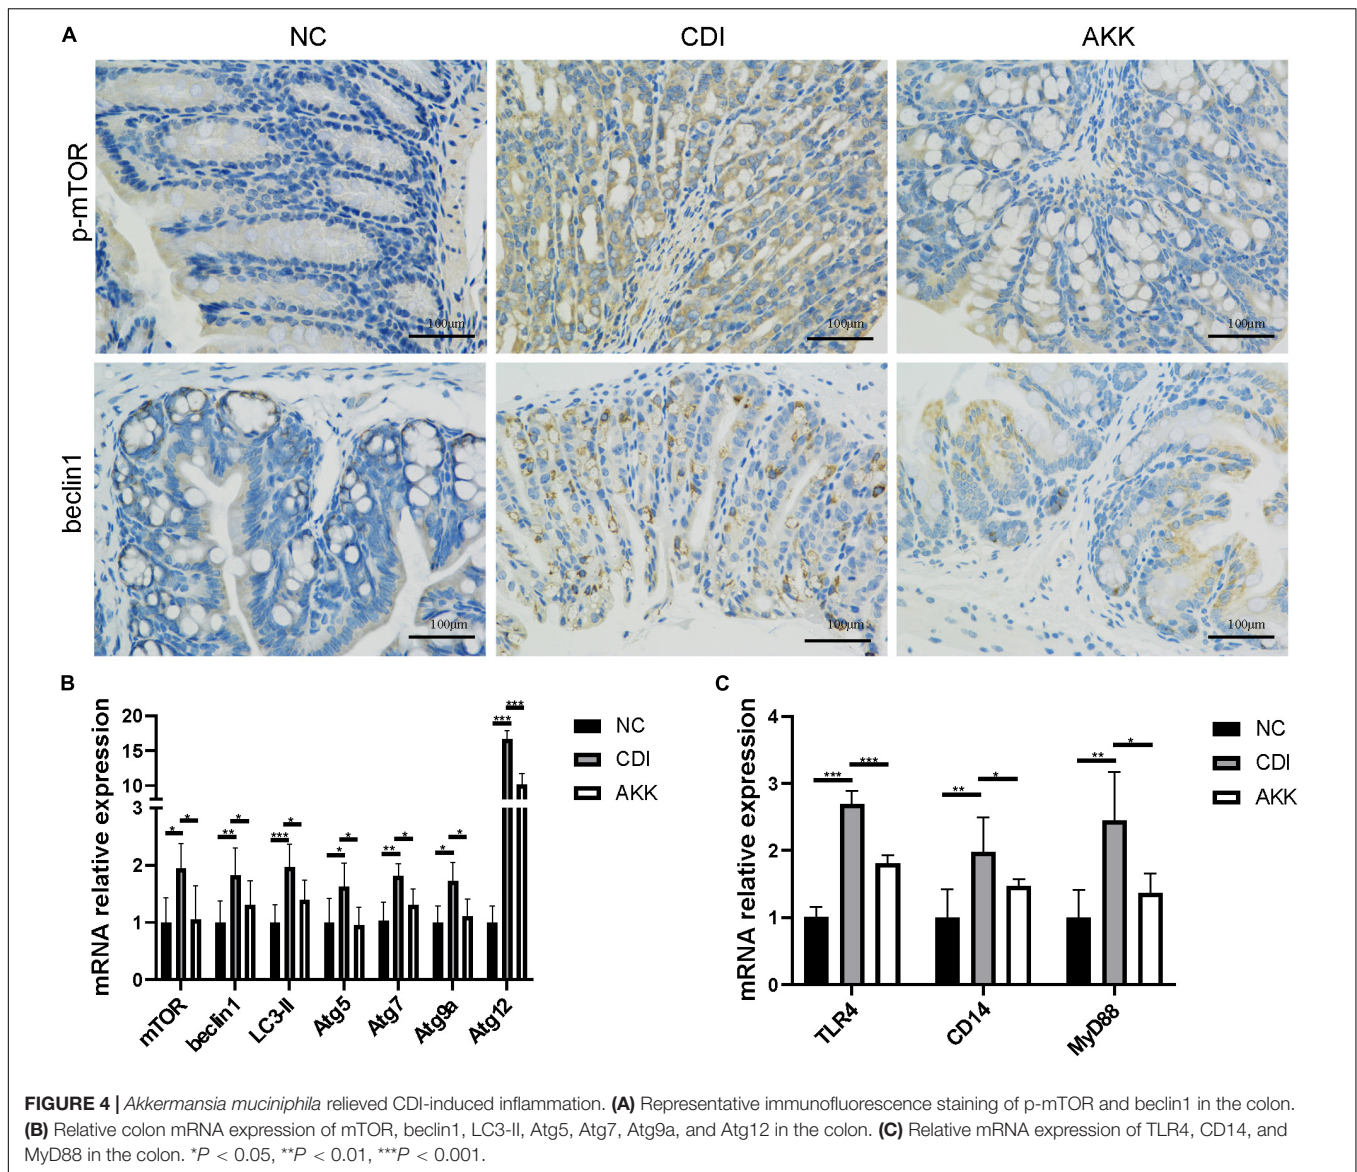 A
NC CDI AKK
p-mTOR
100μm 100μm 100μm
beclin1
100μm 100μm 100μm
B
mRNA relative expression
20
15
10
3
2
1
0
* * ** * *** * * * ** * * * *** ***
mTOR beclin1 LC3-II Atg5 Atg7 Atg9a Atg12
NC
CDI
AKK
C
mRNA relative expression
4
3
2
1
0
*** *** ** * ** *
TLR4 CD14 MyD88
NC
CDI
AKK
FIGURE 4 | Akkermansia muciniphila relieved CDI-induced inflammation. (A) Representative immunofluorescence staining of p-mTOR and beclin1 in the colon.
(B) Relative colon mRNA expression of mTOR, beclin1, LC3-II, Atg5, Atg7, Atg9a, and Atg12 in the colon. (C) Relative mRNA expression of TLR4, CD14, and
MyD88 in the colon. *P < 0.05, **P < 0.01, ***P < 0.001.